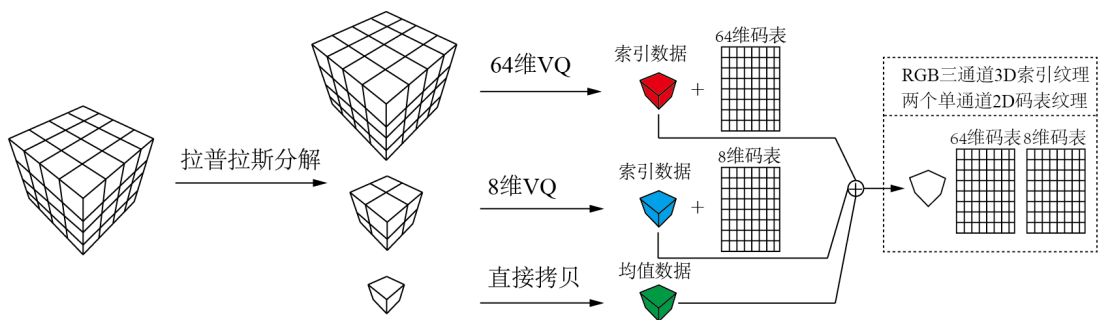 拉普拉斯分解
64维VQ
索引数据
+
64维码表
8维VQ
索引数据
+
8维码表
直接拷贝
均值数据
RGB三通道3D索引纹理
两个单通道2D码表纹理
64维码表
8维码表